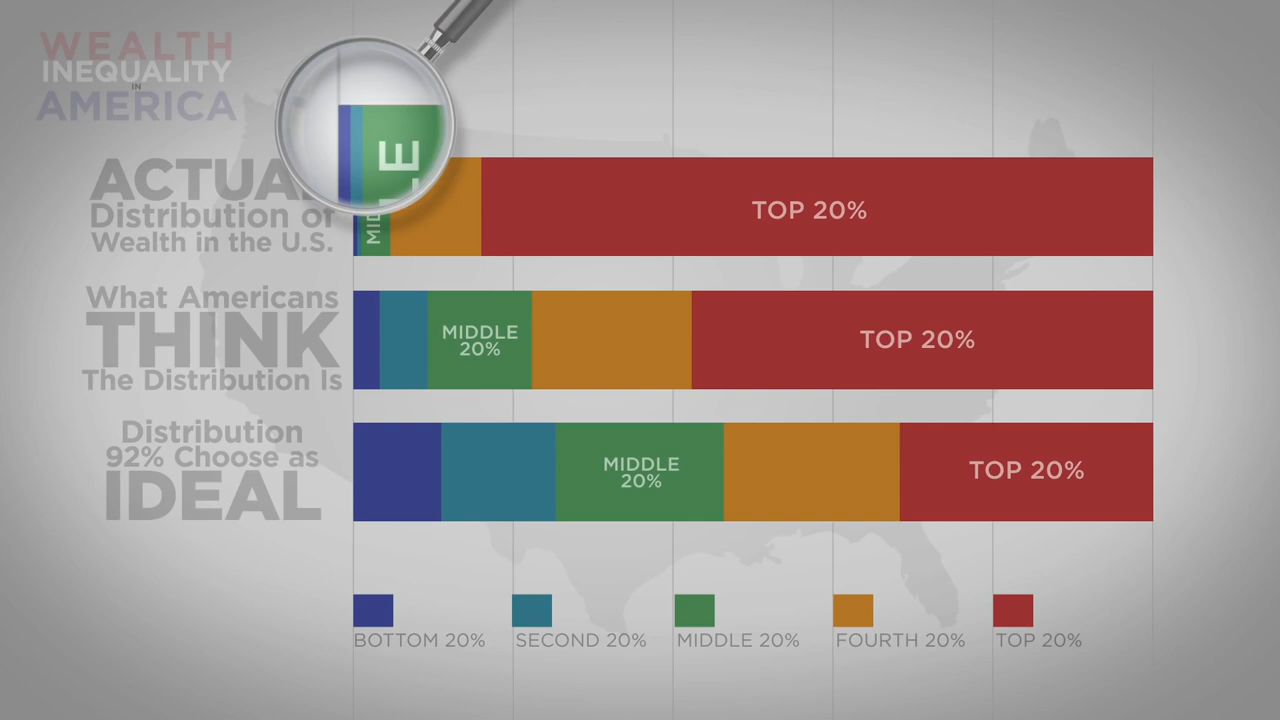 WEALTH
INEQUALITY
IN
AMERICA
ACTUAL
Distribution of
Wealth in the U.S.
TOP 20%
What Americans
THINK
The Distribution Is
MIDDLE
20%
TOP 20%
Distribution
92% Choose as
IDEAL
MIDDLE
20%
TOP 20%
BOTTOM 20%
SECOND 20%
MIDDLE 20%
FOURTH 20%
TOP 20%